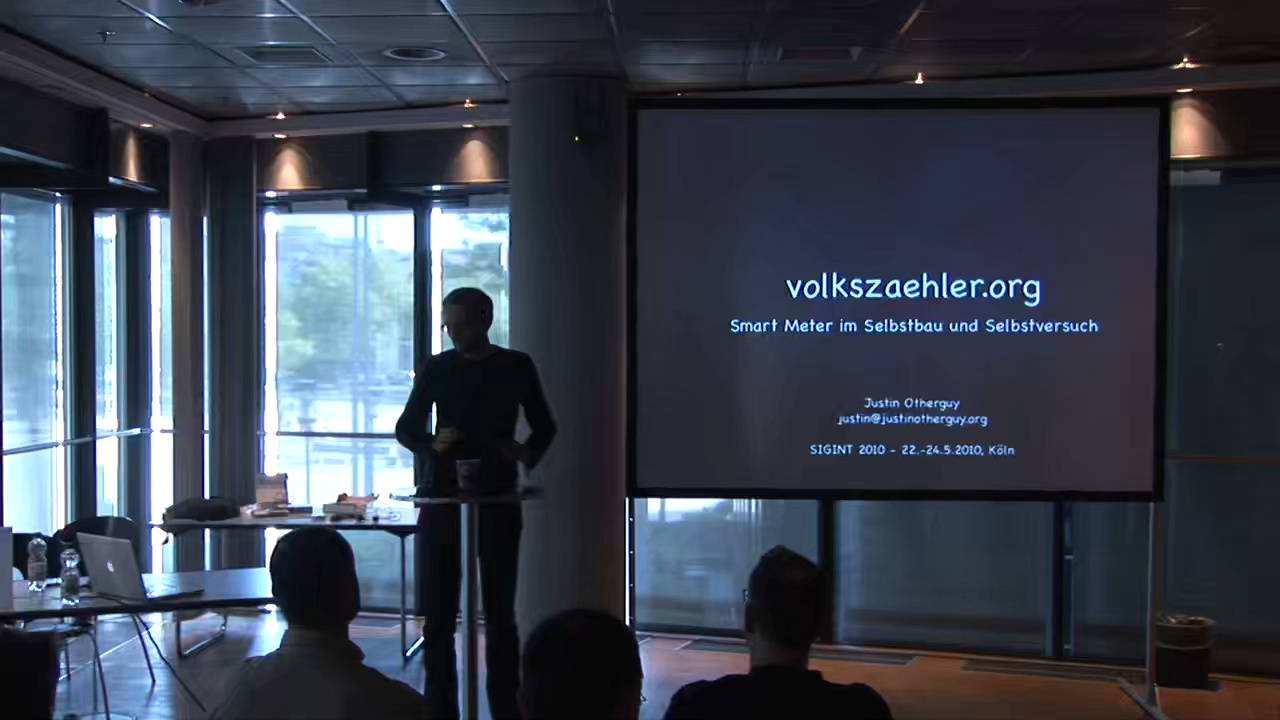 volkszaehler.org
Smart Meter im Selbstbau und Selbstversuch
Justin Otherguy
justin@justinotherguy.org
SIGINT 2010 - 22.-24.5.2010, Köln